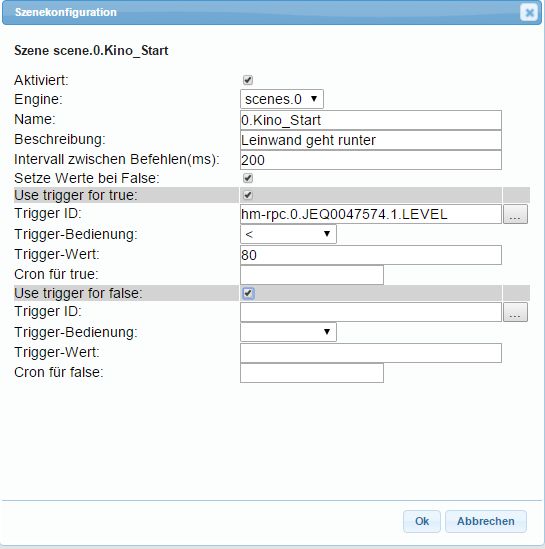 Szenekonfiguration
Szene scene.0.Kino_Start
Aktiviert:
Engine: scenes.0
Name: 0.Kino_Start
Beschreibung: Leinwand geht runter
Intervall zwischen Befehlen(ms): 200
Setze Werte bei False:
Use trigger for true:
Trigger ID: hm-rpc.0.JEQ0047574.1.LEVEL ...
Trigger-Bedienung: <
Trigger-Wert: 80
Cron für true:
Use trigger for false:
Trigger ID: ...
Trigger-Bedienung:
Trigger-Wert:
Cron für false:
Ok Abbrechen